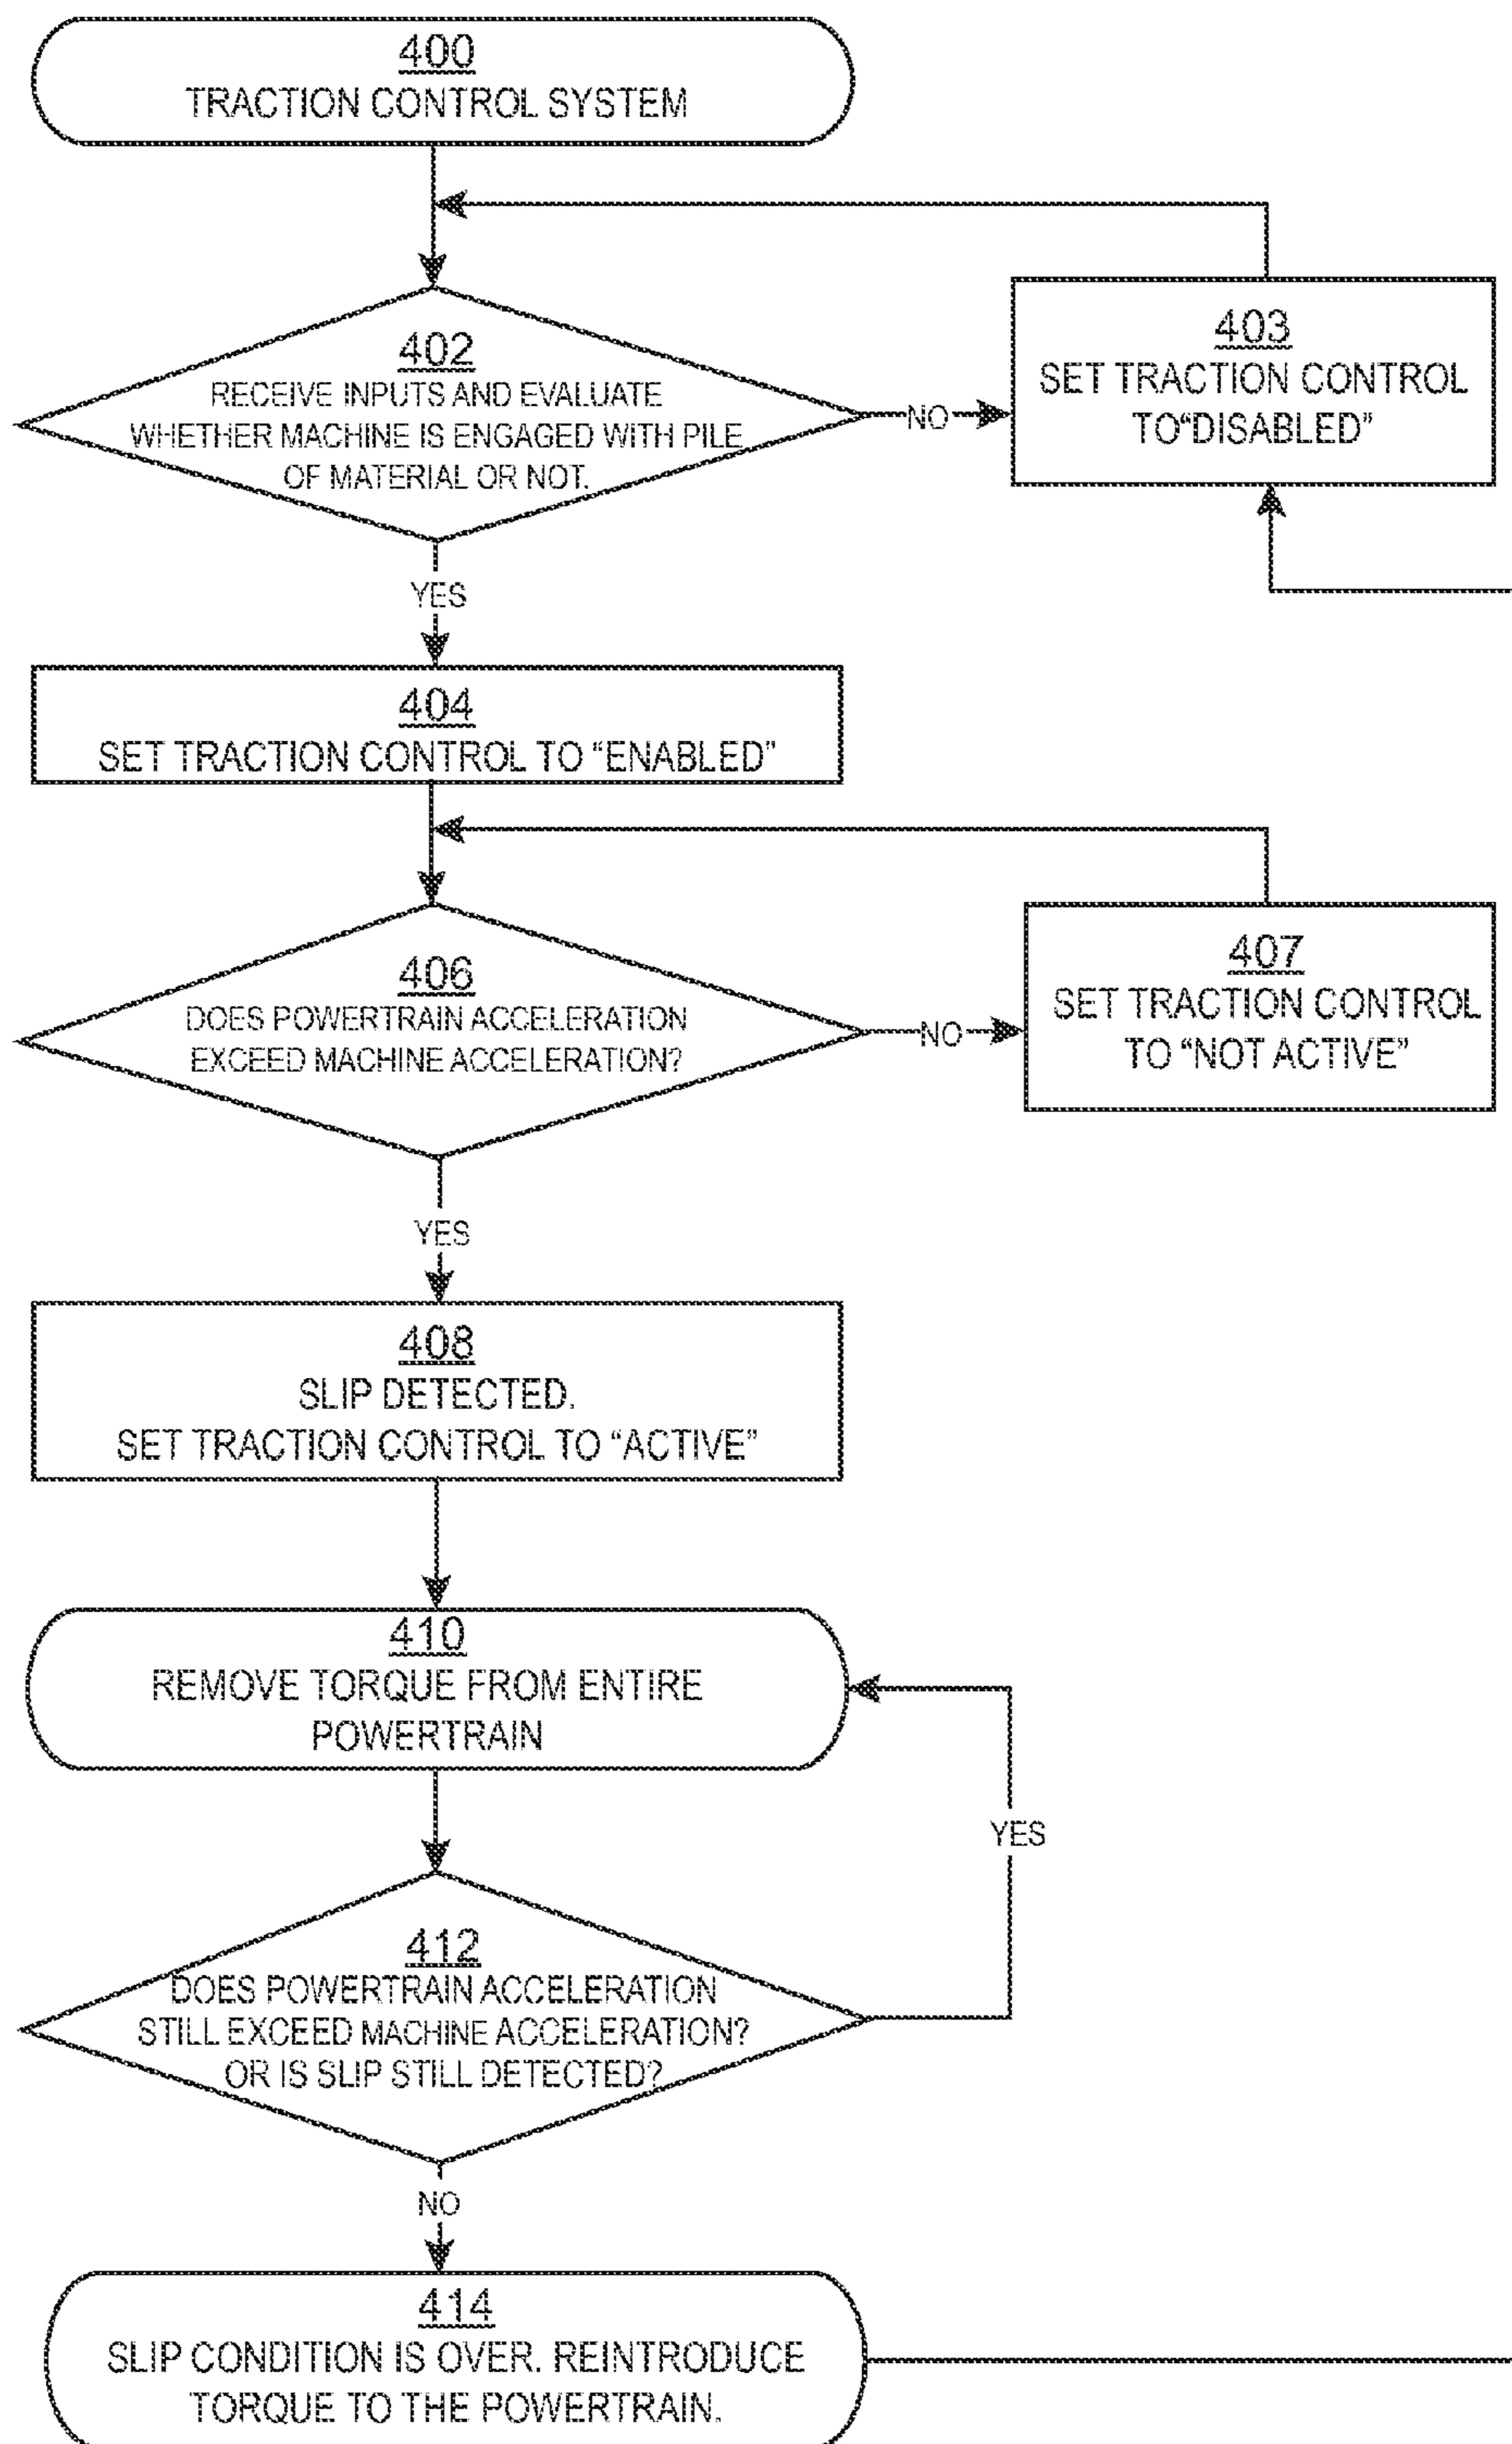 400
TRACTION CONTROL SYSTEM
402
RECEIVE INPUTS AND EVALUATE
WHETHER MACHINE IS ENGAGED WITH PILE
OF MATERIAL OR NOT.
NO
403
SET TRACTION CONTROL
TO“DISABLED”
YES
404
SET TRACTION CONTROL TO “ENABLED”
406
DOES POWERTRAIN ACCELERATION
EXCEED MACHINE ACCELERATION?
NO
407
SET TRACTION CONTROL
TO “NOT ACTIVE”
YES
408
SLIP DETECTED.
SET TRACTION CONTROL TO “ACTIVE”
410
REMOVE TORQUE FROM ENTIRE
POWERTRAIN
YES
412
DOES POWERTRAIN ACCELERATION
STILL EXCEED MACHINE ACCELERATION?
OR IS SLIP STILL DETECTED?
NO
414
SLIP CONDITION IS OVER. REINTRODUCE
TORQUE TO THE POWERTRAIN.